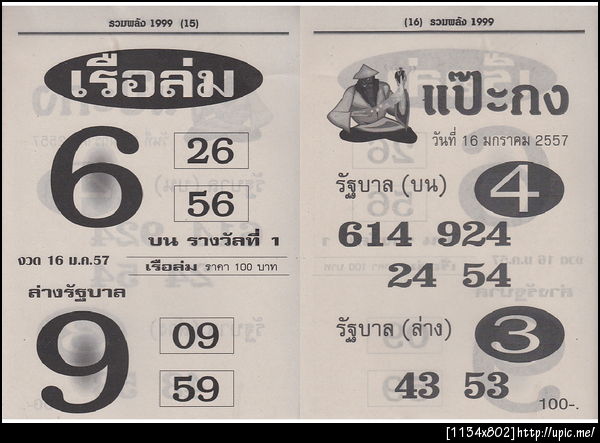 รวมพลัง 1999 (15)
เรือล่ม
6
26
56
บน รางวัลที่ 1
งวด 16 ม.ค.57
เรือล่ม ราคา 100 บาท
ล่างรัฐบาล
9
09
59
(16) รวมพลัง 1999
แป๊ะกง
วันที่ 16 มกราคม 2557
รัฐบาล (บน)
4
614 924
24 54
รัฐบาล (ล่าง)
3
43 53
100-.
[1134x802]http://upic.me/